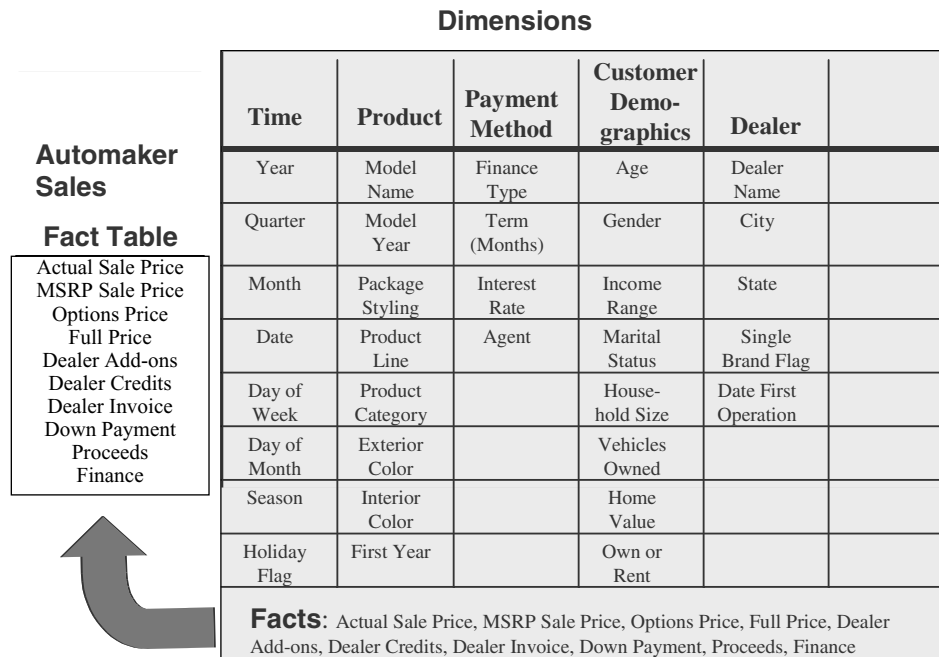 Dimensions
Automaker
Sales
Fact Table
Actual Sale Price
MSRP Sale Price
Options Price
Full Price
Dealer Add-ons
Dealer Credits
Dealer Invoice
Down Payment
Proceeds
Finance
Time
Product
Payment
Method
Customer
Demo-
graphics
Dealer
Year
Model
Name
Finance
Type
Age
Dealer
Name
Quarter
Model
Year
Term
(Months)
Gender
City
Month
Package
Styling
Interest
Rate
Income
Range
State
Date
Product
Line
Agent
Marital
Status
Single
Brand Flag
Day of
Week
Product
Category
House-
hold Size
Date First
Operation
Day of
Month
Exterior
Color
Vehicles
Owned
Season
Interior
Color
Home
Value
Holiday
Flag
First Year
Own or
Rent
Facts: Actual Sale Price, MSRP Sale Price, Options Price, Full Price, Dealer
Add-ons, Dealer Credits, Dealer Invoice, Down Payment, Proceeds, Finance